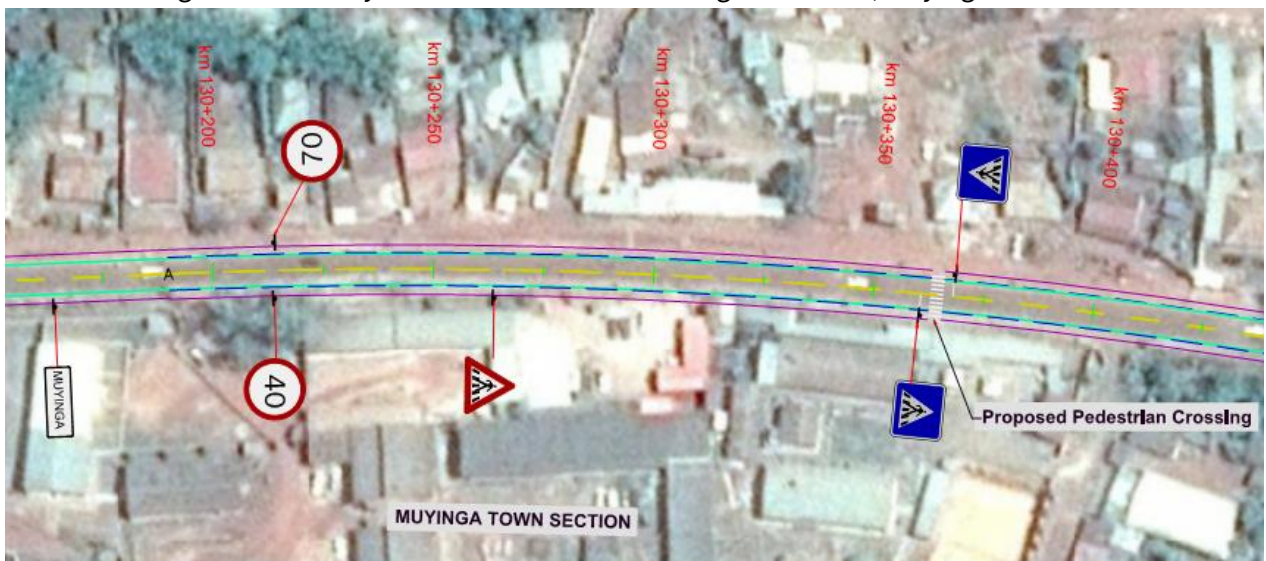 km 130+200
km 130+250
km 130+300
km 130+350
km 130+400
70
A
MUYINGA
40
Proposed Pedestrian Crossing
MUYINGA TOWN SECTION